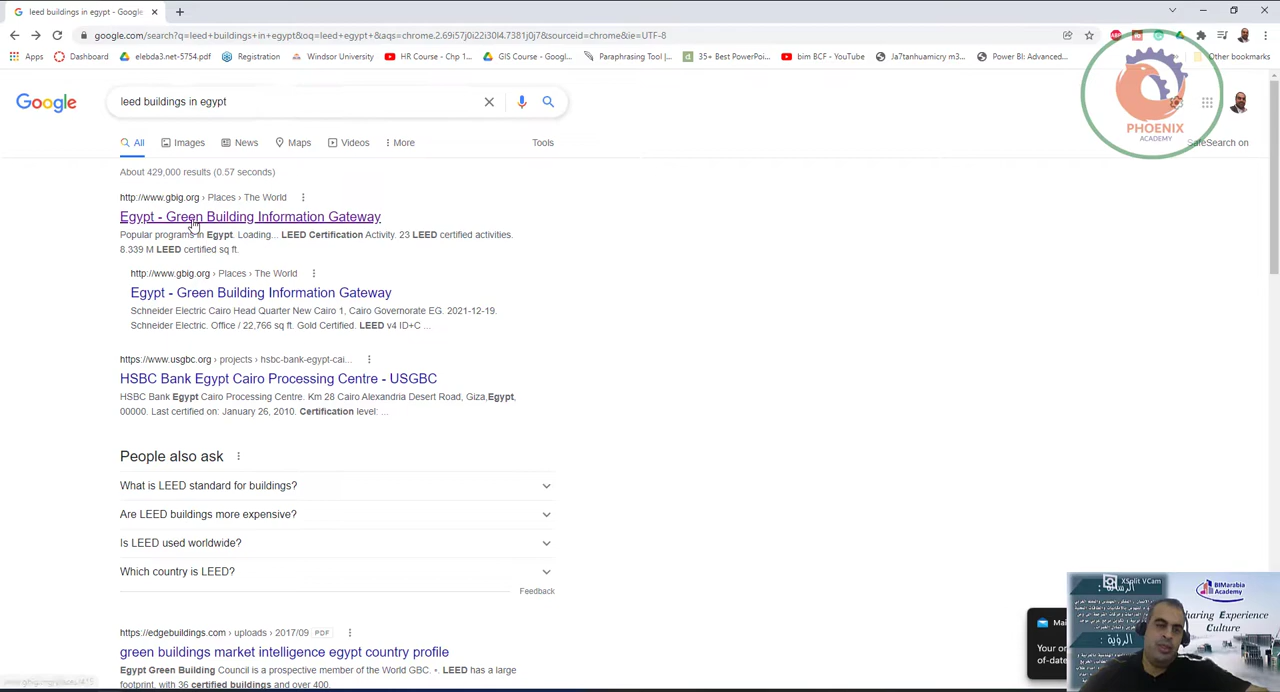 leed buildings in egypt - Google
google.com/search?q=leed+buildings+in+egypt&oq=leed+egypt+&aqs=chrome.2.69i57j0i22i30l4.7381j0j7&sourceid=chrome&ie=UTF-8
Apps Dashboard elebda3.net-5754.pdf Registration Windsor University HR Course - Chp 1... GIS Course - Googl... Paraphrasing Tool |... 35+ Best PowerPoi... bim BCF - YouTube Ja7tanhuamicry m3... Power BI: Advanced... Other bookmarks
Google
leed buildings in egypt
PHOENIX
ACADEMY
All Images News Maps Videos More Tools
SafeSearch on
About 429,000 results (0.57 seconds)
http://www.gbig.org › Places › The World
Egypt - Green Building Information Gateway
Popular programs in Egypt. Loading... LEED Certification Activity. 23 LEED certified activities.
8.339 M LEED certified sq ft.
http://www.gbig.org › Places › The World
Egypt - Green Building Information Gateway
Schneider Electric Cairo Head Quarter New Cairo 1, Cairo Governorate EG. 2021-12-19.
Schneider Electric. Office / 22,766 sq ft. Gold Certified. LEED v4 ID+C ...
https://www.usgbc.org › projects › hsbc-bank-egypt-cai...
HSBC Bank Egypt Cairo Processing Centre - USGBC
HSBC Bank Egypt Cairo Processing Centre. Km 28 Cairo Alexandria Desert Road, Giza,Egypt,
00000. Last certified on: January 26, 2010. Certification level: ...
People also ask
What is LEED standard for buildings?
Are LEED buildings more expensive?
Is LEED used worldwide?
Which country is LEED?
Feedback
https://edgebuildings.com › uploads › 2017/09 PDF
green buildings market intelligence egypt country profile
Egypt Green Building Council is a prospective member of the World GBC. • LEED has a large
footprint, with 36 certified buildings and over 400.
Mai
Your or
of-date
XSplit VCam
الرسالة :
الرؤية :
BIMarabia
Academy
Sharing Experience
Culture